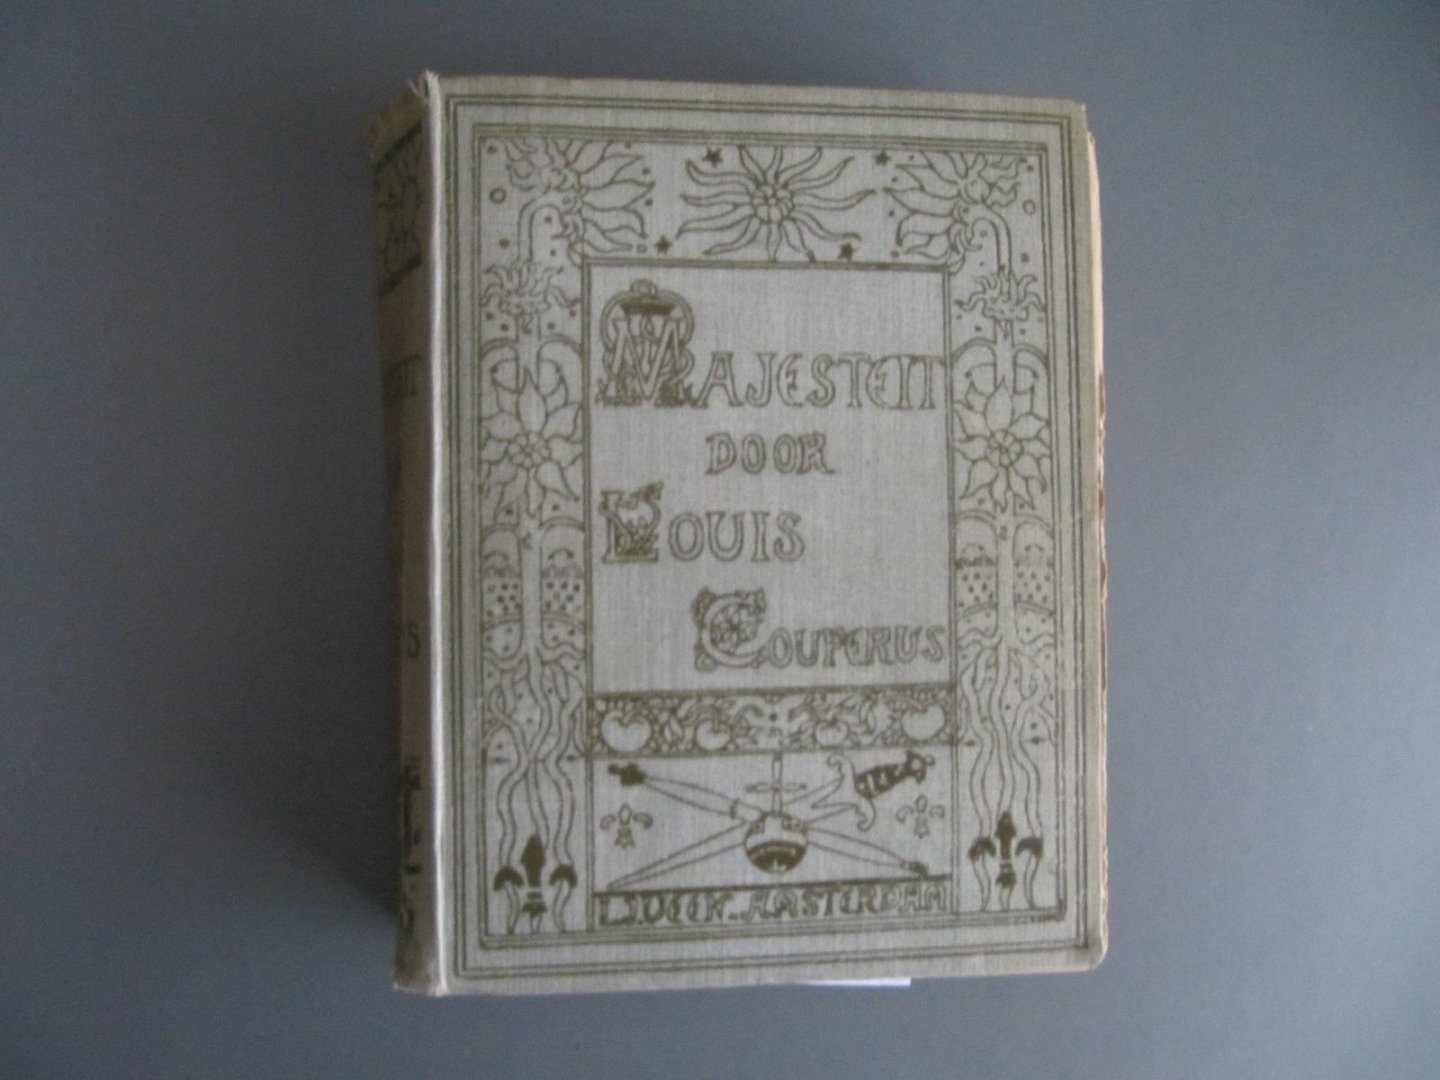 MAJESTEIT
DOOR
LOUIS
COUPERUS
L.J. VEEN. AMSTERDAM